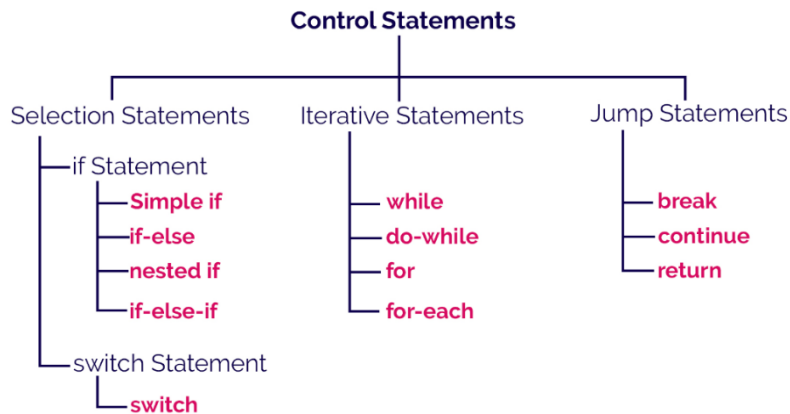 Control Statements
Selection Statements
if Statement
Simple if
if-else
nested if
if-else-if
switch Statement
switch
Iterative Statements
while
do-while
for
for-each
Jump Statements
break
continue
return